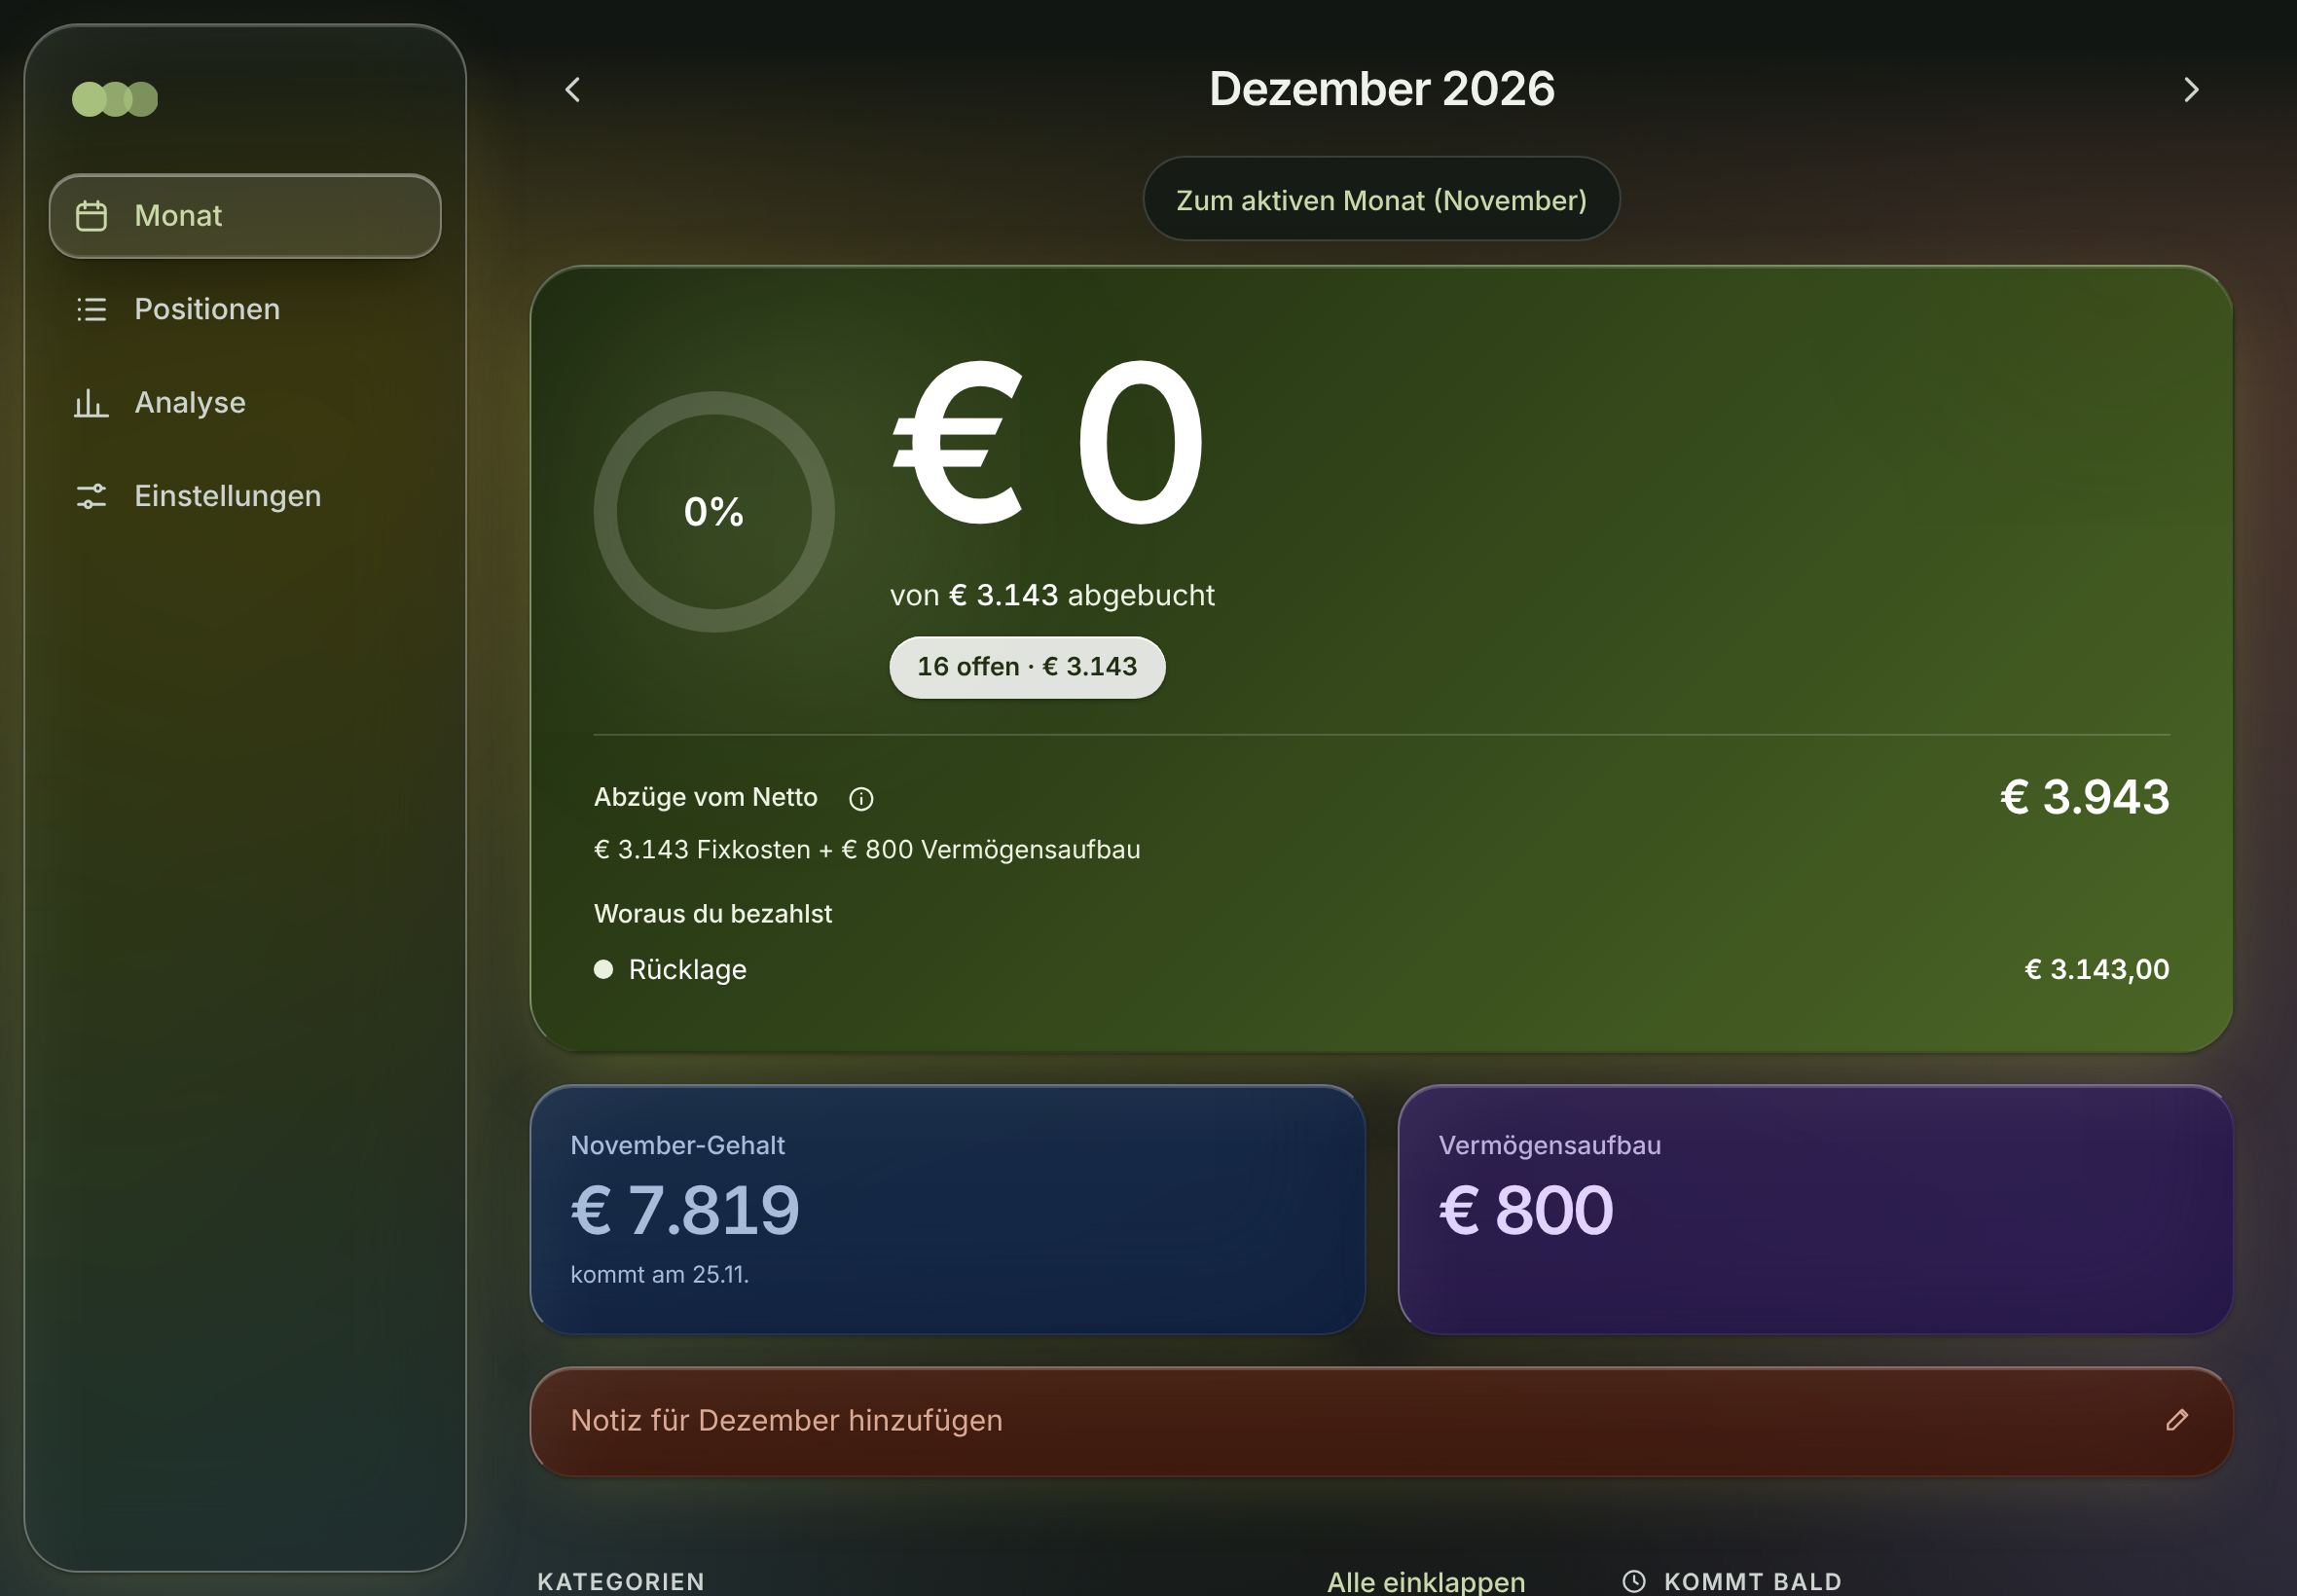 Monat
Positionen
Analyse
Einstellungen
Dezember 2026
Zum aktiven Monat (November)
0%
€ 0
von € 3.143 abgebucht
16 offen · € 3.143
Abzüge vom Netto
€ 3.943
€ 3.143 Fixkosten + € 800 Vermögensaufbau
Woraus du bezahlst
Rücklage
€ 3.143,00
November-Gehalt
€ 7.819
kommt am 25.11.
Vermögensaufbau
€ 800
Notiz für Dezember hinzufügen
KATEGORIEN
Alle einklappen
KOMMT BALD